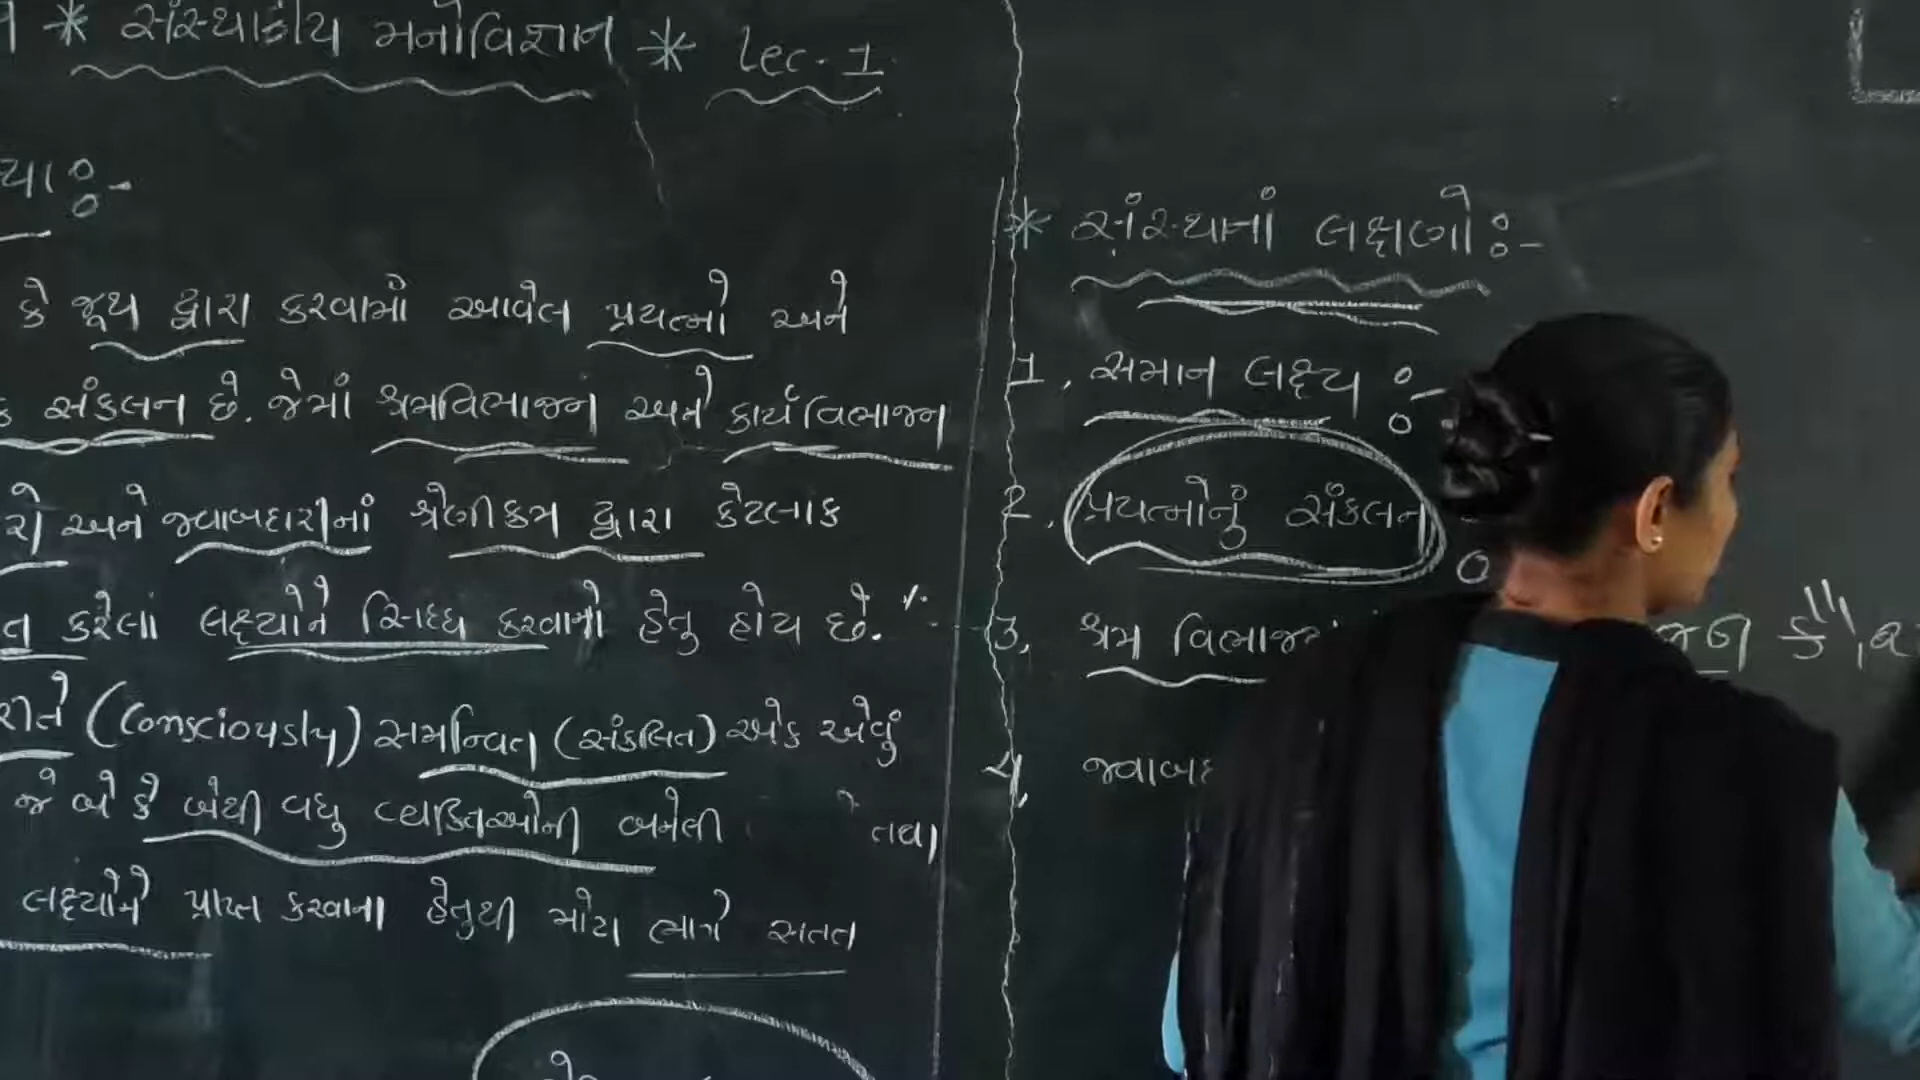 * સંસ્થાકીય મનોવિજ્ઞાન * Lec. 1
કે જૂથ દ્વારા કરવામાં આવેલ પ્રયત્નો અને
સંકલન છે. જેમાં શ્રમવિભાજન અને કાર્યવિભાજન
અને જવાબદારીનાં શ્રેણીક્રમ દ્વારા કેટલાક
કરેલાં લક્ષ્યોને સિધ્ધ કરવાનો હેતુ હોય છે.
રીતે (Consciously) સમન્વિત (સંકલિત) એક એવું
જે બે કે બેથી વધુ વ્યક્તિઓની બનેલી તથા
લક્ષ્યોને પ્રાપ્ત કરવાના હેતુથી મોટા ભાગે સતત
* સંસ્થાનાં લક્ષણો :-
1. સમાન લક્ષ્ય :-
2. પ્રયત્નોનું સંકલન
3. શ્રમ વિભાજન
4. જવાબદ